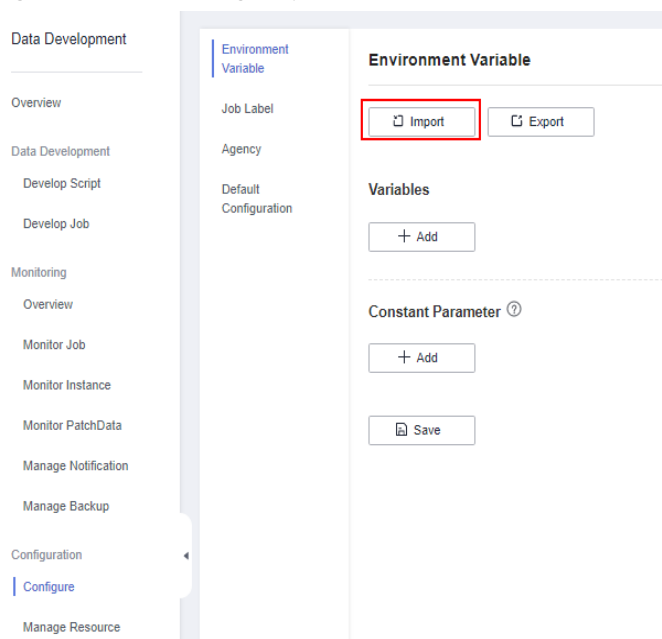 Data Development
Overview
Data Development
Develop Script
Develop Job
Monitoring
Overview
Monitor Job
Monitor Instance
Monitor PatchData
Manage Notification
Manage Backup
Configuration
Configure
Manage Resource
Environment
Variable
Job Label
Agency
Default
Configuration
Environment Variable
Import
Export
Variables
+ Add
Constant Parameter ?
+ Add
Save